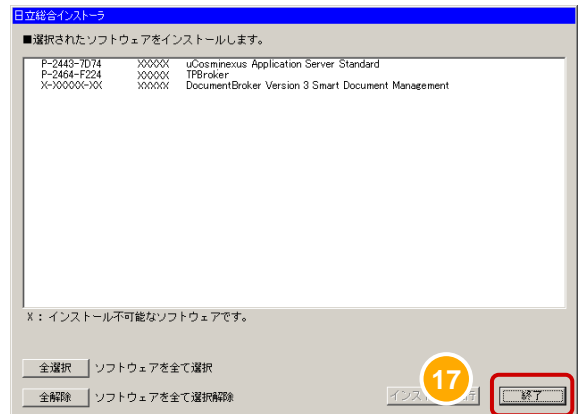 日立総合インストーラ
■選択されたソフトウェアをインストールします。
P-2443-7D74 XXXXX uCosminexus Application Server Standard
P-2464-F224 XXXXX TPBroker
X-XXXXX-XX XXXXX DocumentBroker Version 3 Smart Document Management
X：インストール不可能なソフトウェアです。
全選択 ソフトウェアを全て選択
17
全解除 ソフトウェアを全て選択解除
終了